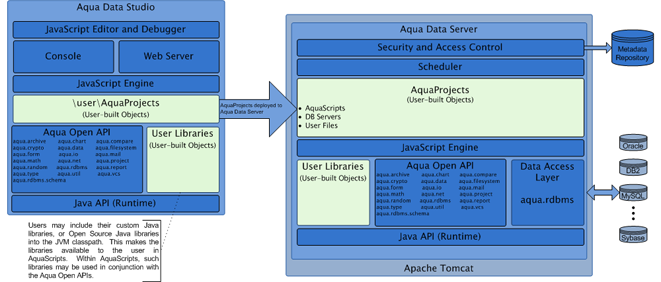 Aqua Data Studio
JavaScript Editor and Debugger
Console
Web Server
JavaScript Engine
\user\AquaProjects
(User-built Objects)
Aqua Open API
aqua.archive aqua.chart aqua.compare
aqua.crypto aqua.data aqua.filesystem
aqua.form aqua.io aqua.mail
aqua.math aqua.net aqua.project
aqua.random aqua.rdbms aqua.report
aqua.type aqua.util aqua.vcs
aqua.rdbms.schema
User Libraries
(User-built Objects)
Java API (Runtime)
Users may include their custom Java
libraries, or Open Source Java libraries
into the JVM classpath. This makes the
libraries available to the user in
AquaScripts. Within AquaScripts, such
libraries may be used in conjunction with
the Aqua Open APIs.
AquaProjects deployed to
Aqua Data Server
Aqua Data Server
Security and Access Control
Scheduler
AquaProjects
(User-built Objects)
• AquaScripts
• DB Servers
• User Files
JavaScript Engine
User Libraries
(User-built Objects)
Aqua Open API
aqua.archive aqua.chart aqua.compare
aqua.crypto aqua.data aqua.filesystem
aqua.form aqua.io aqua.mail
aqua.math aqua.net aqua.project
aqua.random aqua.rdbms aqua.report
aqua.type aqua.util aqua.vcs
aqua.rdbms.schema
Data Access
Layer
aqua.rdbms
Java API (Runtime)
Apache Tomcat
Metadata
Repository
Oracle
DB2
MySQL
Sybase